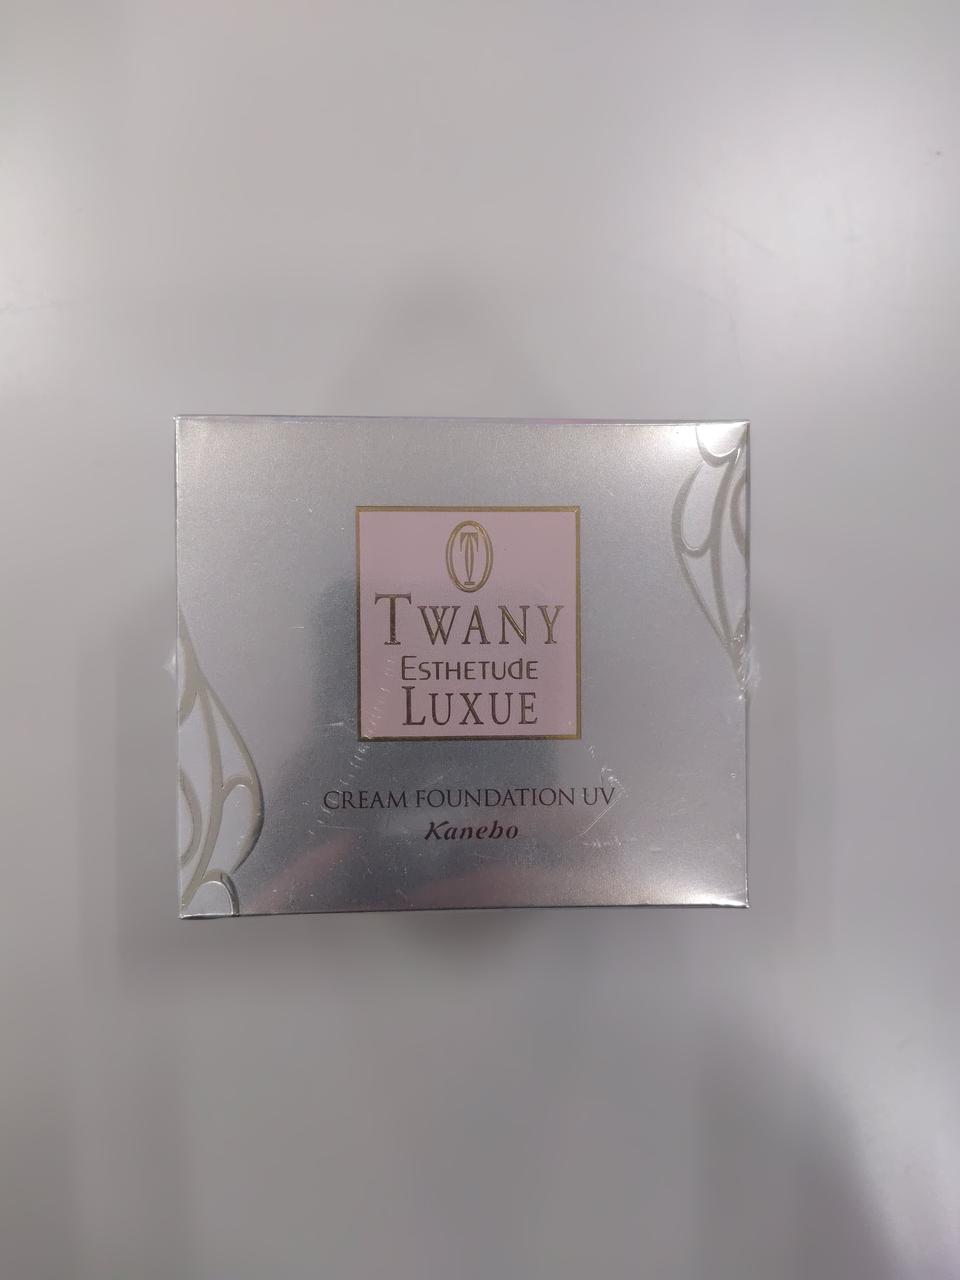 T
TWANY
ESTHETUDE
LUXUE
CREAM FOUNDATION UV
Kanebo